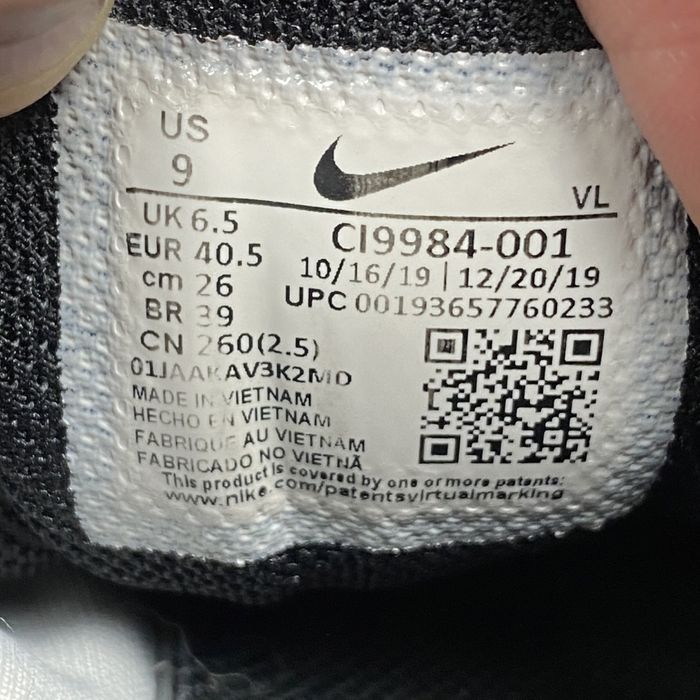 US
9
VL
UK 6.5
EUR 40.5
cm 26
BR 39
CN 260(2.5)
CI9984-001
10/16/19 | 12/20/19
UPC 00193657760233
01JAAKAV3K2MD
MADE IN VIETNAM
HECHO EN VIETNAM
FABRIQUE AU VIETNAM
FABRICADO NO VIETNÃ
This product is covered by one or more patents:
www.nike.com/patentsvirtualmarking